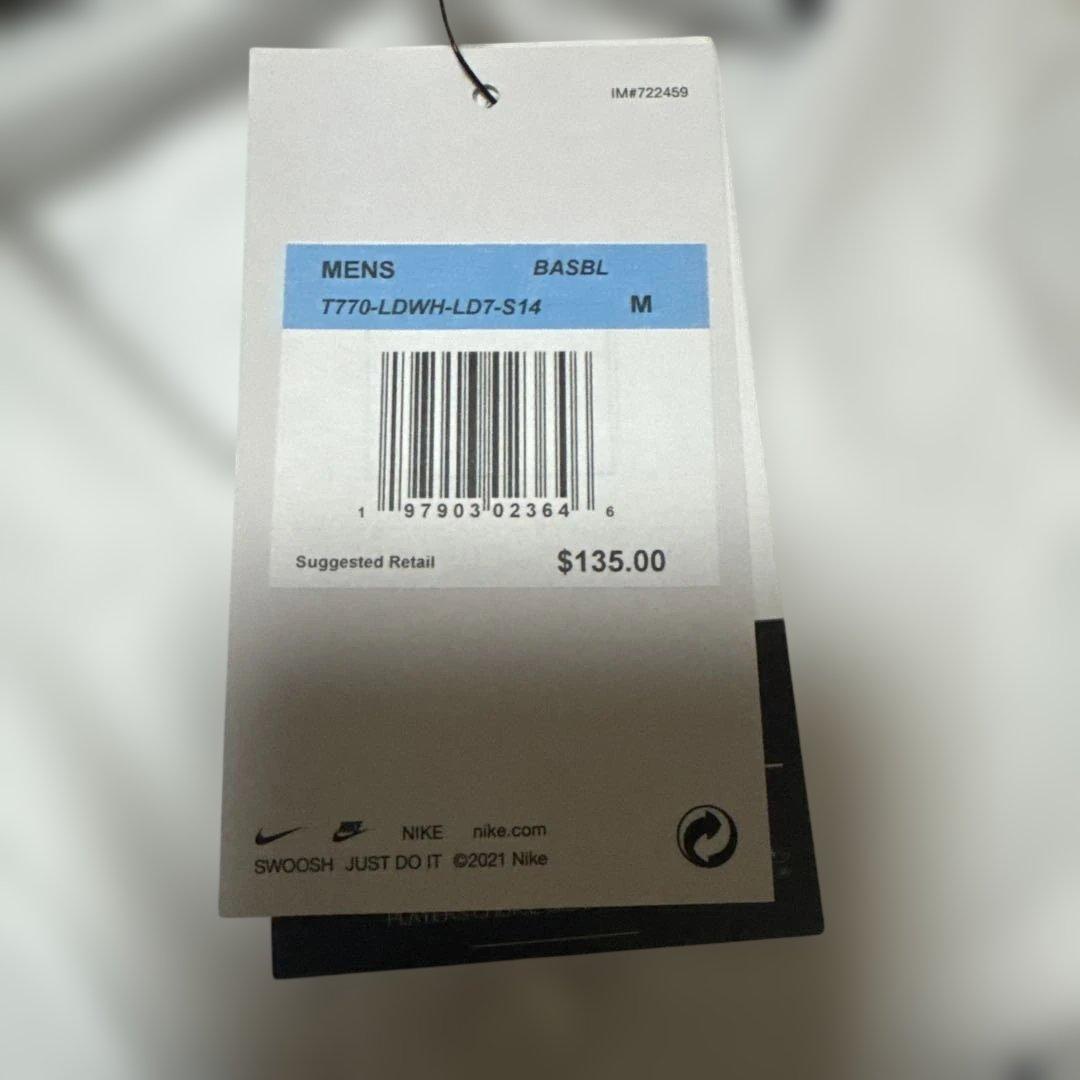 IM#722459
MENS BASBL
T770-LDWH-LD7-S14 M
1 97903 02364 6
Suggested Retail $135.00
NIKE NIKE nike.com
SWOOSH JUST DO IT ©2021 Nike